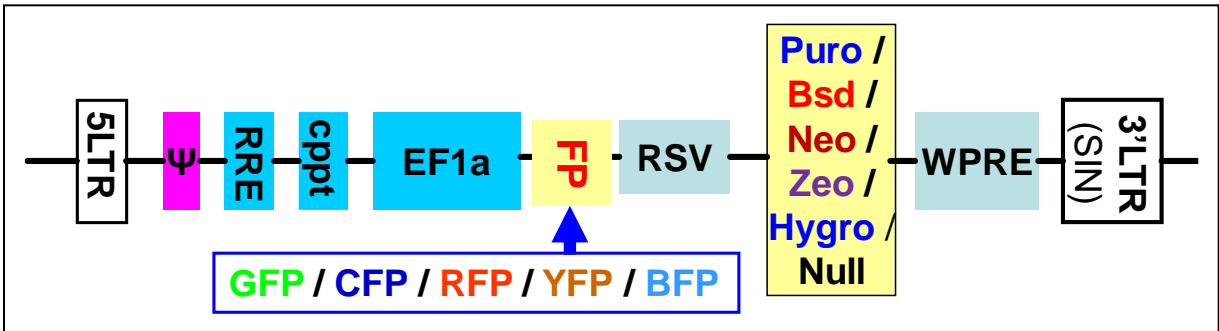 5LTR
Ψ
RRE
cppt
EF1a
FP
RSV
Puro /
Bsd /
Neo /
Zeo /
Hygro /
Null
WPRE
3'LTR
(SIN)
GFP / CFP / RFP / YFP / BFP